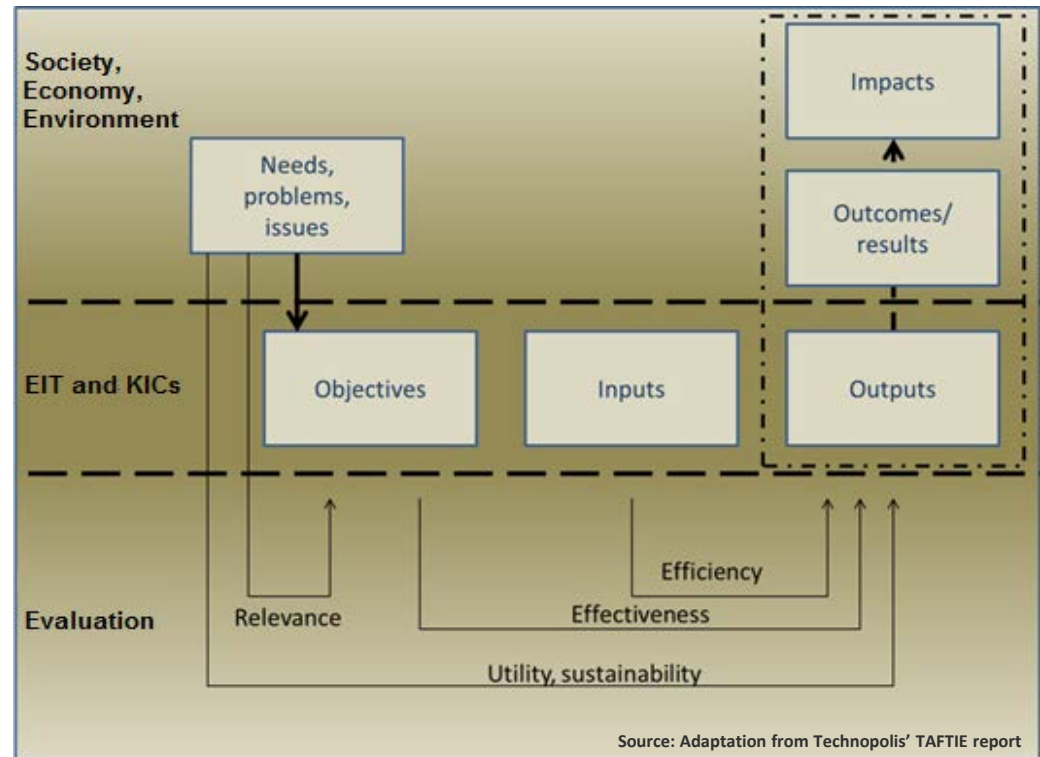 Society,
Economy,
Environment
Impacts
Needs,
problems,
issues
Outcomes/
results
EIT and KICs
Objectives
Inputs
Outputs
Efficiency
Evaluation
Relevance
Effectiveness
Utility, sustainability
Source: Adaptation from Technopolis’ TAFTIE report